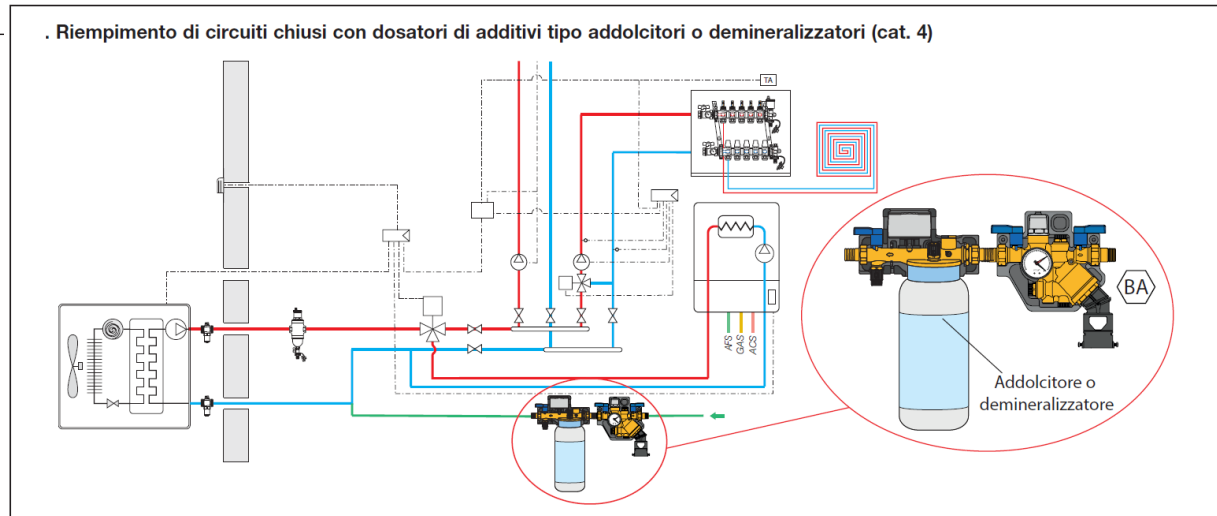 . Riempimento di circuiti chiusi con dosatori di additivi tipo addolcitori o demineralizzatori (cat. 4)
TA
AFS
GAS
ACS
BA
Addolcitore o
demineralizzatore